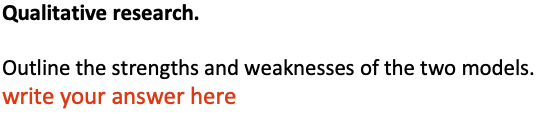 Qualitative research.
Outline the strengths and weaknesses of the two models.
write your answer here